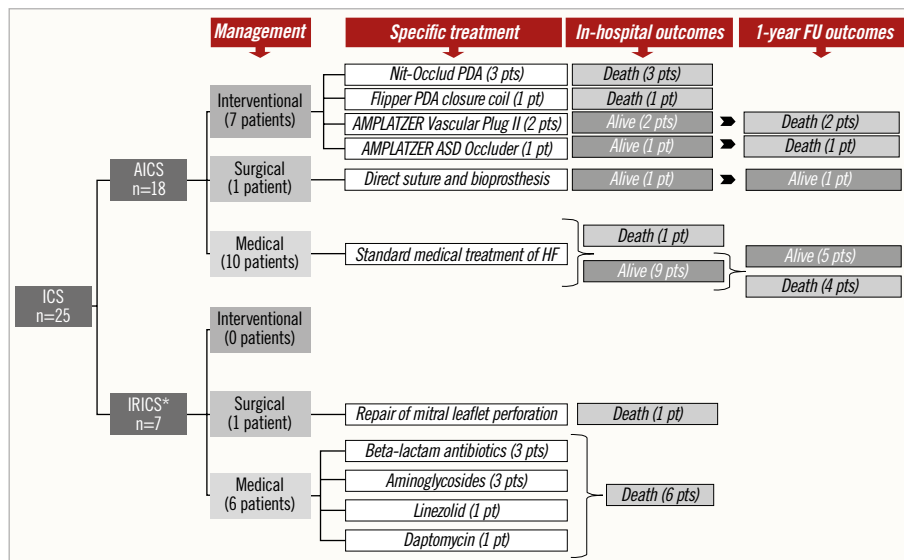 Management
Specific treatment
In-hospital outcomes
1-year FU outcomes
Nit-Occlud PDA (3 pts)
Death (3 pts)
Interventional
(7 patients)
Flipper PDA closure coil (1 pt)
Death (1 pt)
AMPLATZER Vascular Plug II (2 pts)
Alive (2 pts)
Death (2 pts)
AMPLATZER ASD Occluder (1 pt)
Alive (1 pt)
Death (1 pt)
AICS
n=18
Surgical
(1 patient)
Direct suture and bioprosthesis
Alive (1 pt)
Alive (1 pt)
Medical
(10 patients)
Standard medical treatment of HF
Death (1 pt)
Alive (9 pts)
Alive (5 pts)
Death (4 pts)
ICS
n=25
Interventional
(0 patients)
IRICS*
n=7
Surgical
(1 patient)
Repair of mitral leaflet perforation
Death (1 pt)
Medical
(6 patients)
Beta-lactam antibiotics (3 pts)
Aminoglycosides (3 pts)
Linezolid (1 pt)
Daptomycin (1 pt)
Death (6 pts)